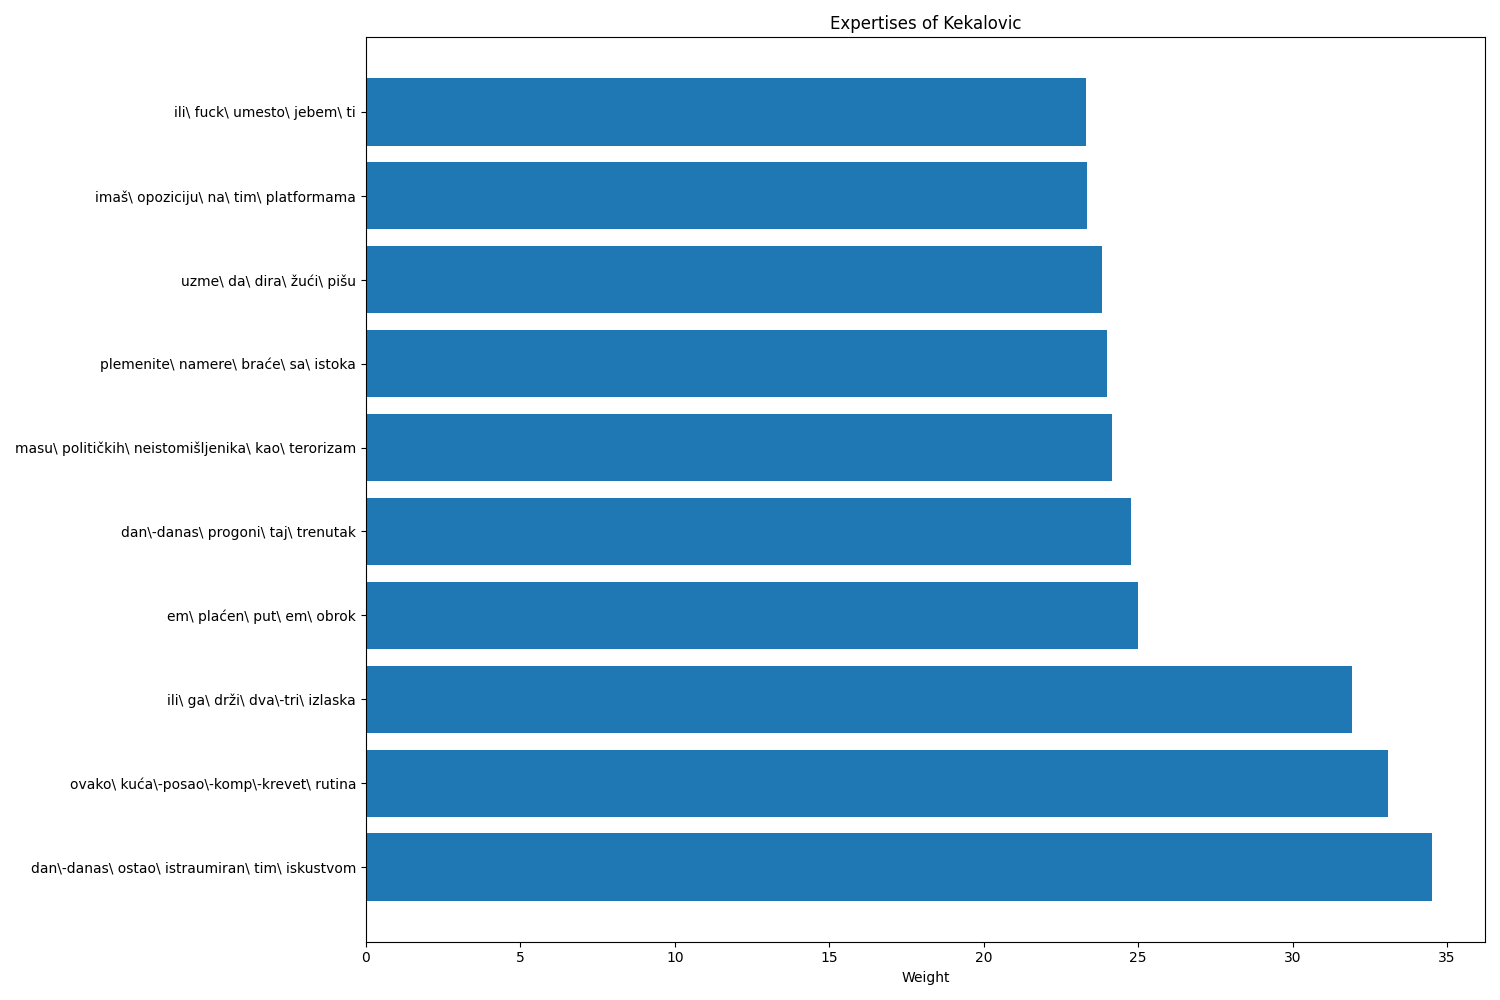 Expertises of Kekalovic
ili\ fuck\ umesto\ jebem\ ti
imaš\ opoziciju\ na\ tim\ platformama
uzme\ da\ dira\ žući\ pišu
plemenite\ namere\ braće\ sa\ istoka
masu\ političkih\ neistomišljenika\ kao\ terorizam
dan\-danas\ progoni\ taj\ trenutak
em\ plaćen\ put\ em\ obrok
ili\ ga\ drži\ dva\-tri\ izlaska
ovako\ kuća\-posao\-komp\-krevet\ rutina
dan\-danas\ ostao\ istraumiran\ tim\ iskustvom
0 5 10 15 20 25 30 35
Weight